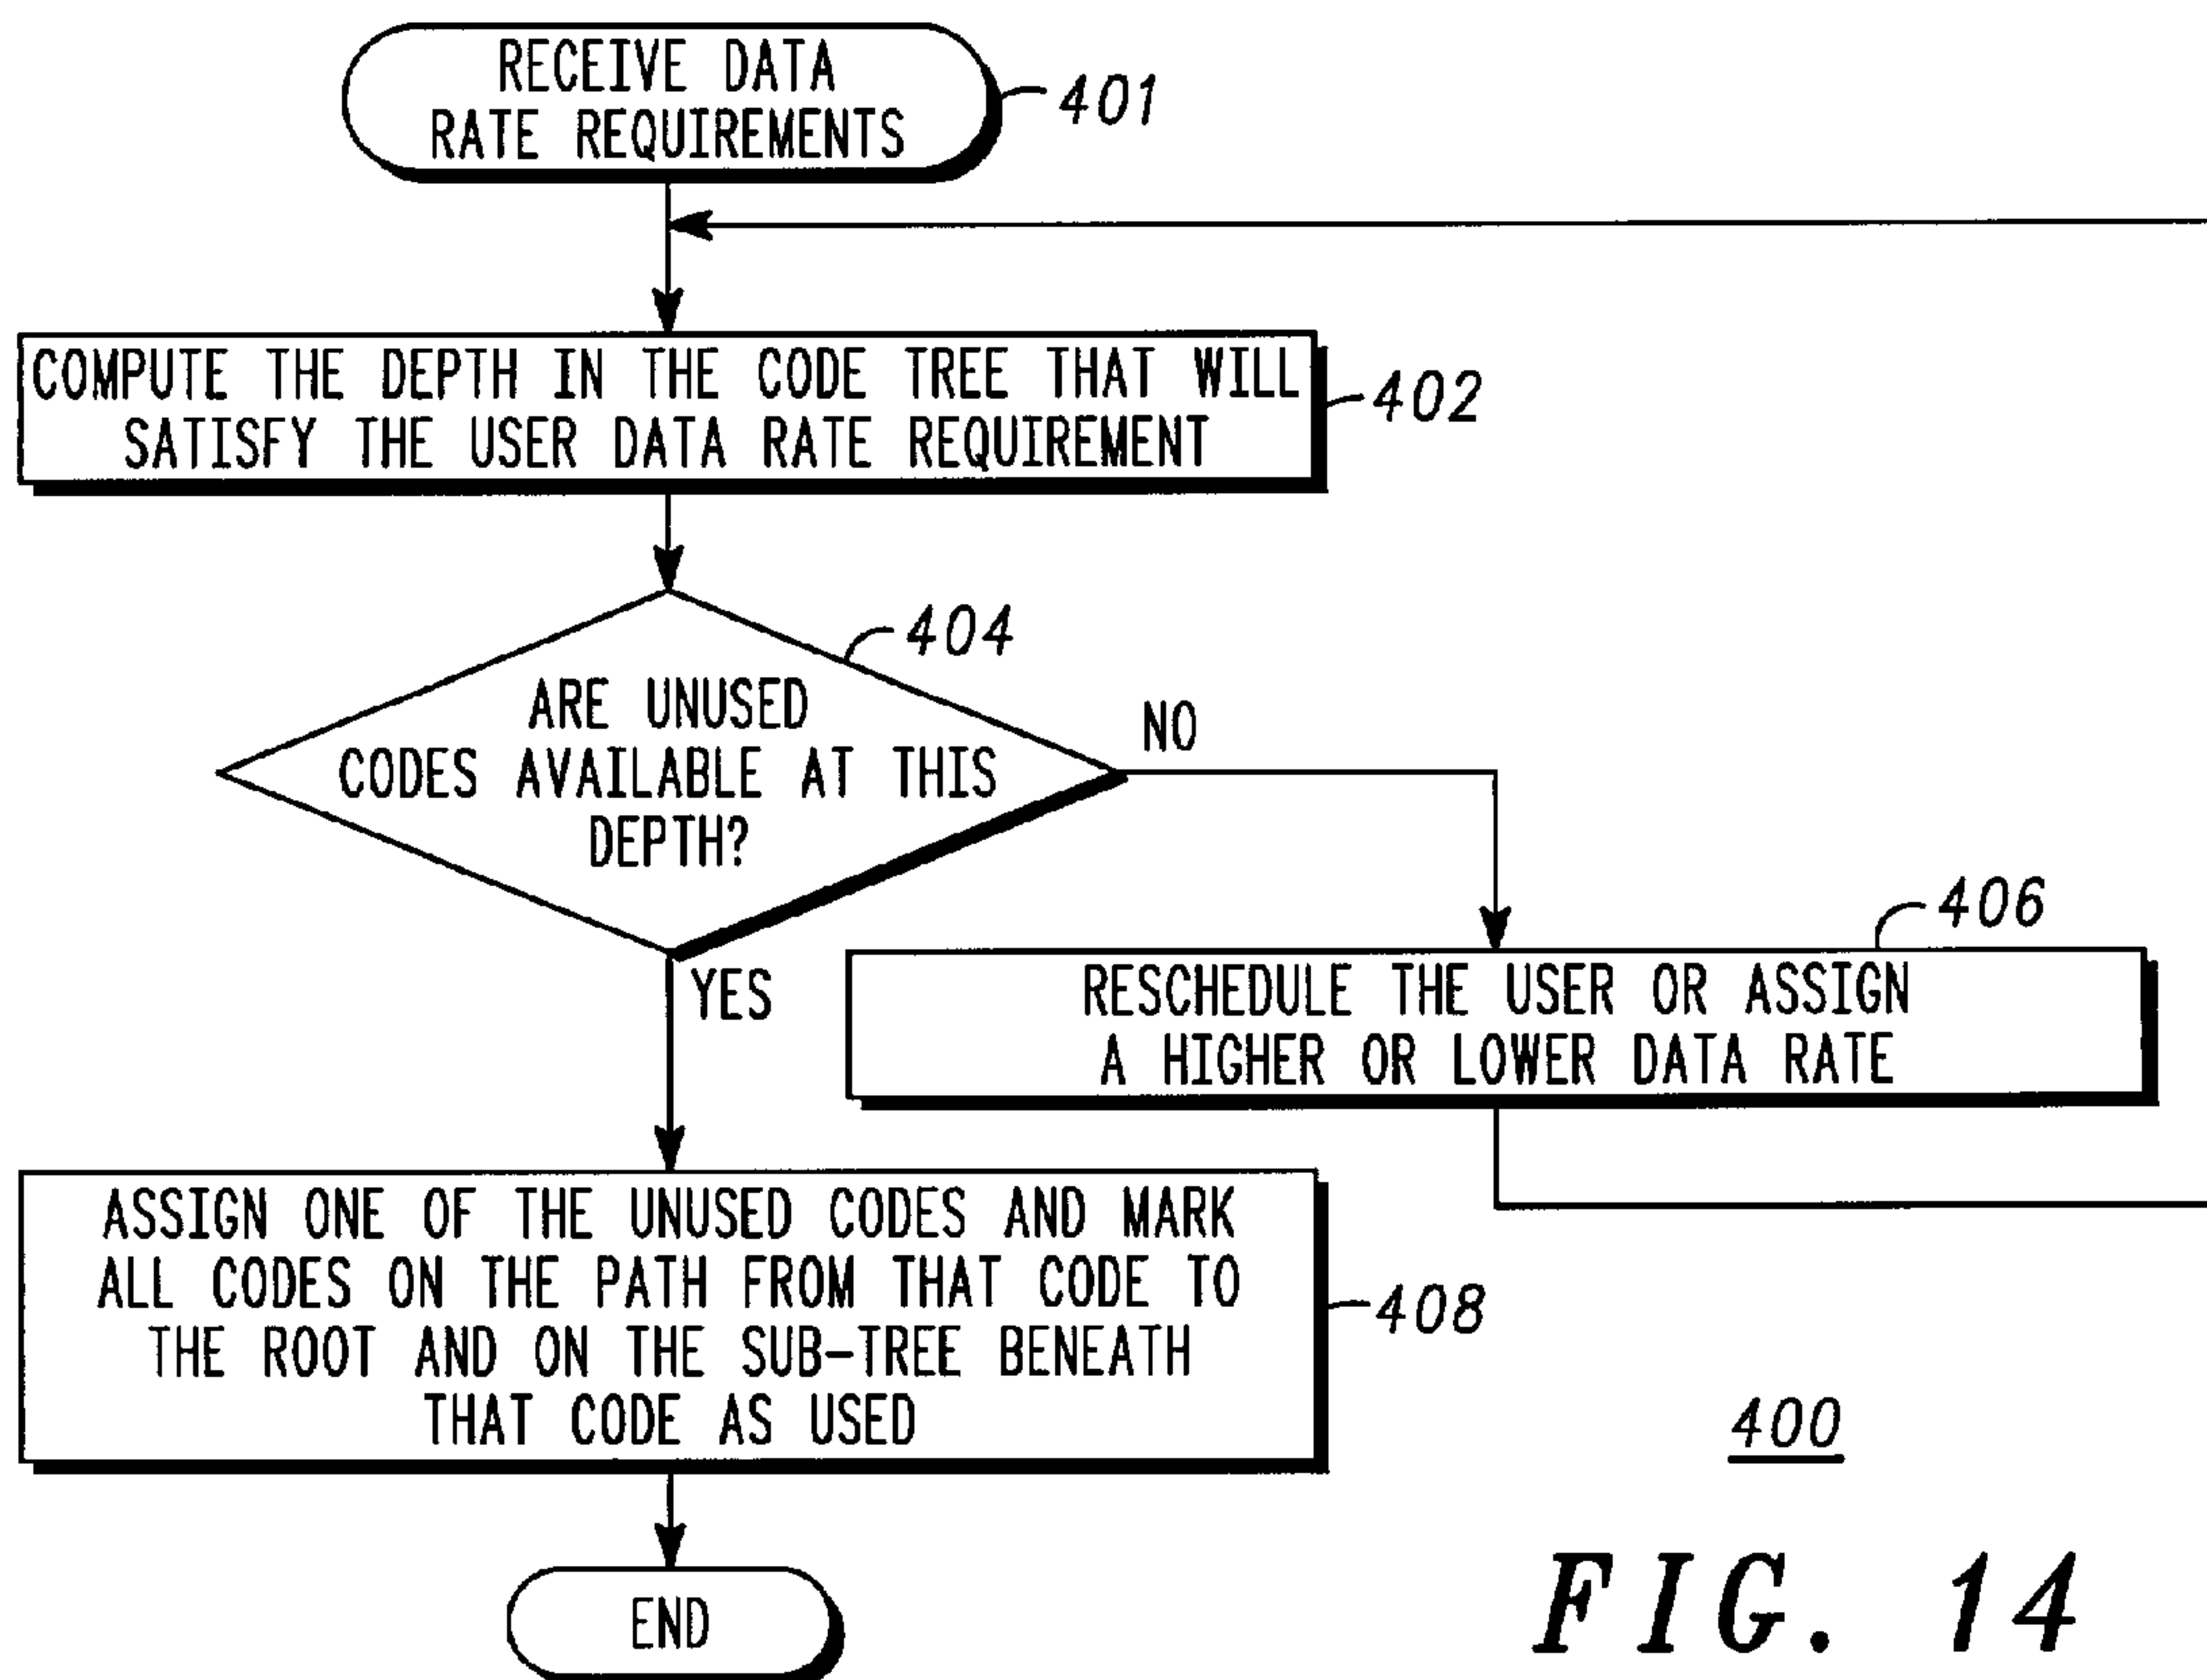 RECEIVE DATA
RATE REQUIREMENTS
401
COMPUTE THE DEPTH IN THE CODE TREE THAT WILL
SATISFY THE USER DATA RATE REQUIREMENT
402
404
ARE UNUSED
CODES AVAILABLE AT THIS
DEPTH?
NO
YES
406
RESCHEDULE THE USER OR ASSIGN
A HIGHER OR LOWER DATA RATE
ASSIGN ONE OF THE UNUSED CODES AND MARK
ALL CODES ON THE PATH FROM THAT CODE TO
THE ROOT AND ON THE SUB-TREE BENEATH
THAT CODE AS USED
408
400
END
FIG. 14